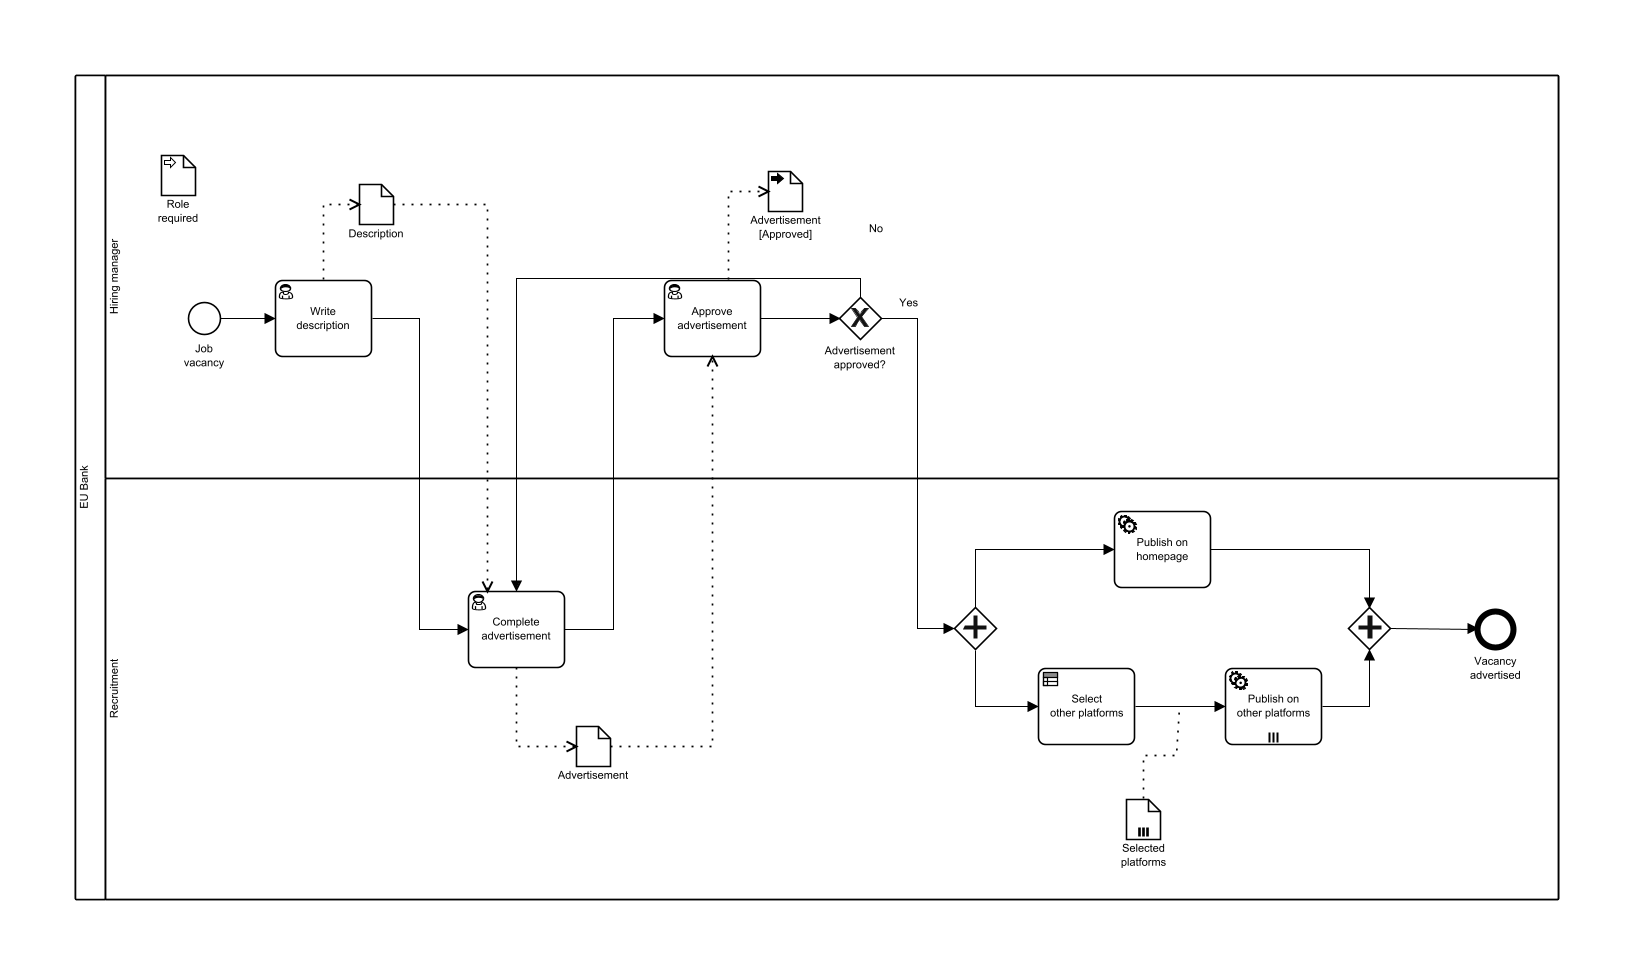 EU Bank
Hiring manager
Role
required
Description
Advertisement
[Approved]
No
Yes
Job
vacancy
Write
description
Approve
advertisement
Advertisement
approved?
Recruitment
Complete
advertisement
Advertisement
Publish on
homepage
Select
other platforms
Publish on
other platforms
Selected
platforms
Vacancy
advertised